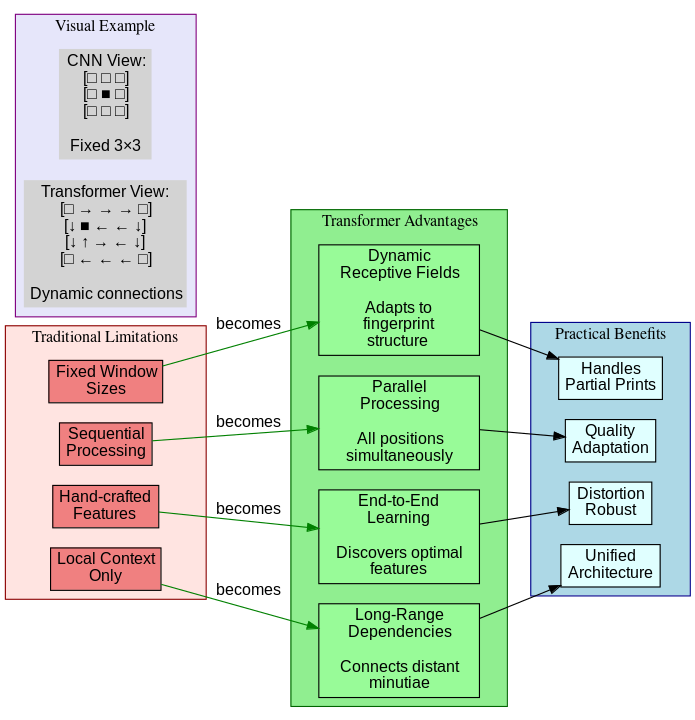 Visual Example
CNN View:
[□ □ □]
[□ ■ □]
[□ □ □]
Fixed 3×3
Transformer View:
[□ → → → □]
[↓ ■ ← ← ↓]
[↓ ↑ → ← ↓]
[□ ← ← ← □]
Dynamic connections
Traditional Limitations
Fixed Window
Sizes
Sequential
Processing
Hand-crafted
Features
Local Context
Only
becomes
becomes
becomes
becomes
Transformer Advantages
Dynamic
Receptive Fields
Adapts to
fingerprint
structure
Parallel
Processing
All positions
simultaneously
End-to-End
Learning
Discovers optimal
features
Long-Range
Dependencies
Connects distant
minutiae
Practical Benefits
Handles
Partial Prints
Quality
Adaptation
Distortion
Robust
Unified
Architecture